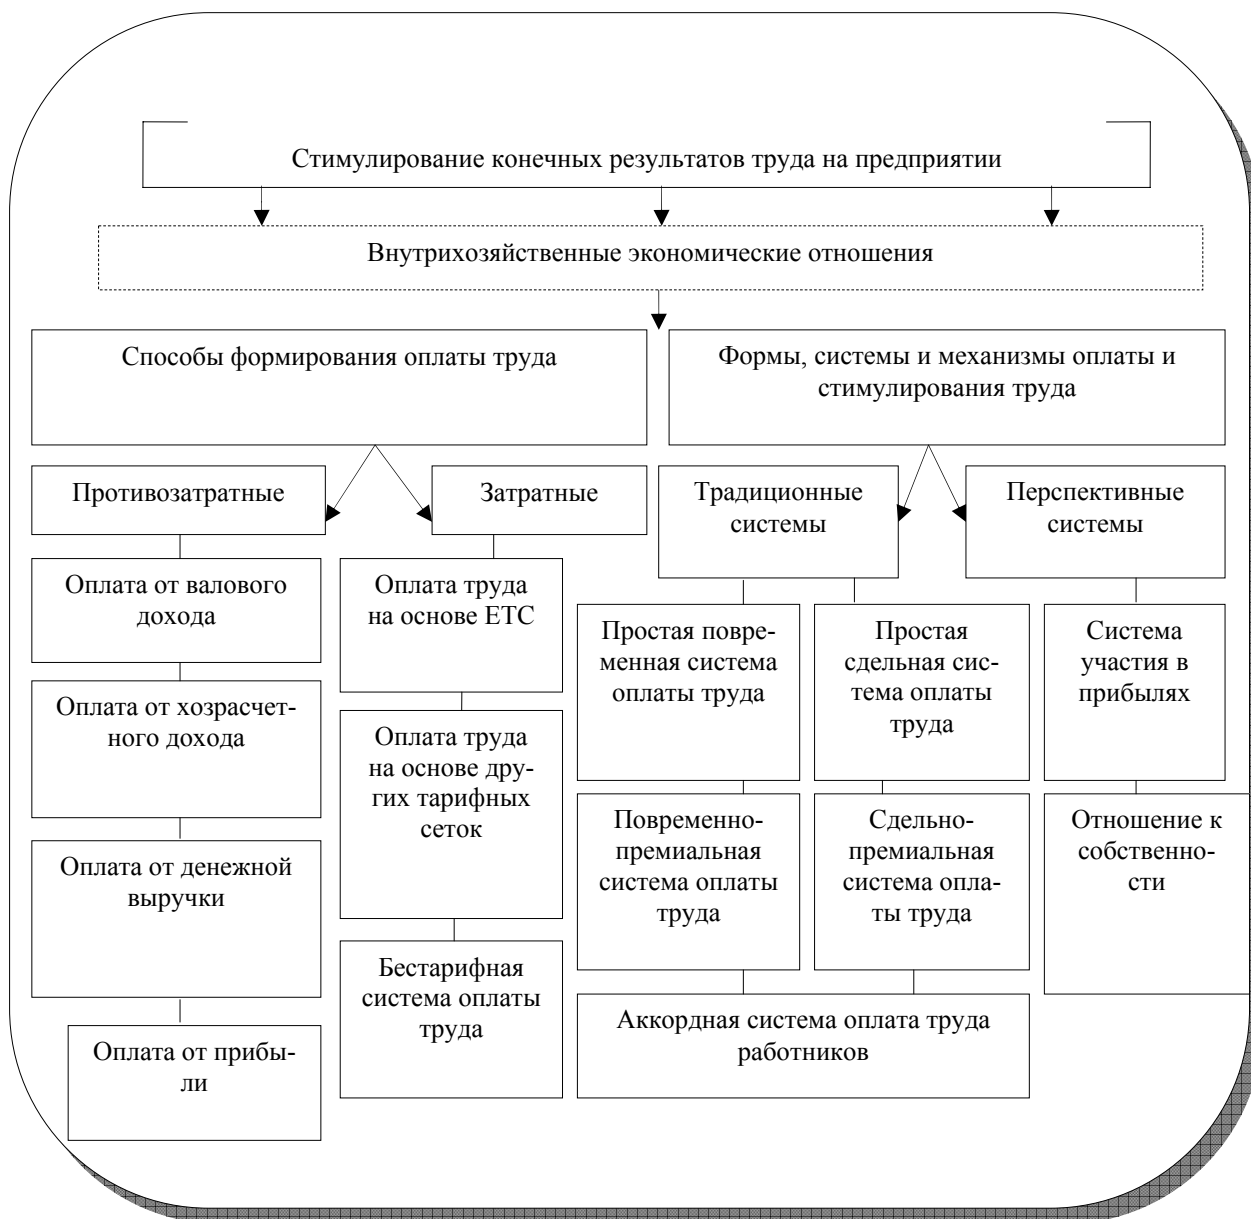 Стимулирование конечных результатов труда на предприятии
Внутрихозяйственные экономические отношения
Способы формирования оплаты труда
Формы, системы и механизмы оплаты и
стимулирования труда
Противозатратные
Затратные
Традиционные
системы
Перспективные
системы
Оплата от валового
дохода
Оплата труда
на основе ЕТС
Простая повре-
менная система
оплаты труда
Простая
сдельная сис-
тема оплаты
труда
Система
участия в
прибылях
Оплата от хозрасчет-
ного дохода
Оплата труда
на основе дру-
гих тарифных
сеток
Повременно-
премиальная
система оплаты
труда
Сдельно-
премиальная
система опла-
ты труда
Отношение к
собственно-
сти
Оплата от денежной
выручки
Бестарифная
система оплаты
труда
Аккордная система оплата труда
работников
Оплата от прибы-
ли